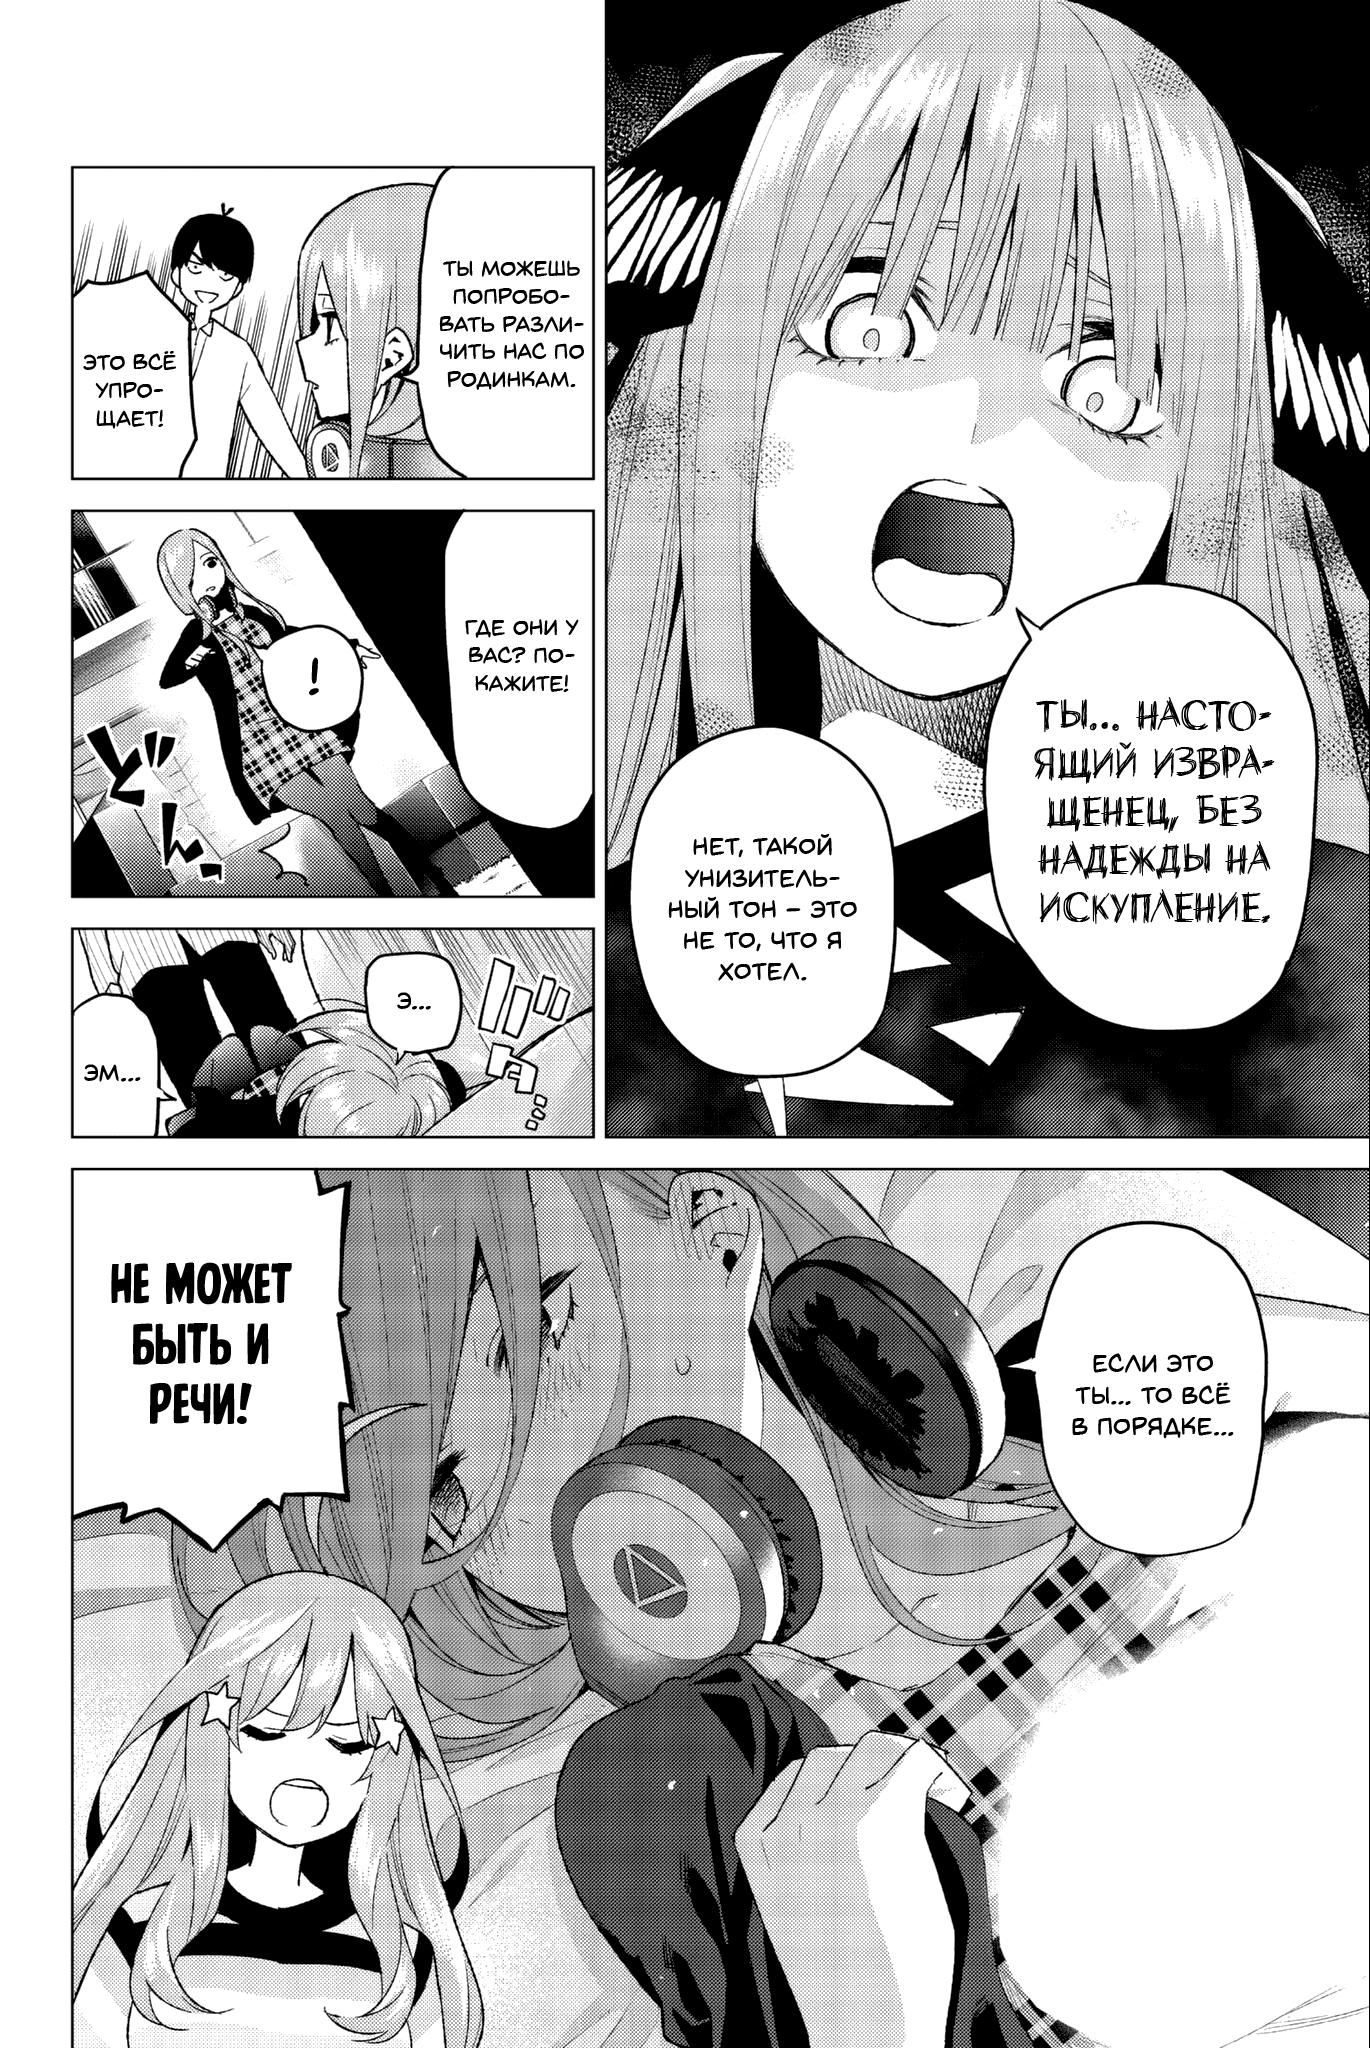 ТЫ... НАСТО-
ЯЩИЙ ИЗВРА-
ЩЕНЕЦ, БЕЗ
НАДЕЖДЫ НА
ИСКУПЛЕНИЕ.
НЕТ, ТАКОЙ
УНИЗИТЕЛЬ-
НЫЙ ТОН – ЭТО
НЕ ТО, ЧТО Я
ХОТЕЛ.
ТЫ МОЖЕШЬ
ПОПРОБО-
ВАТЬ РАЗЛИ-
ЧИТЬ НАС ПО
РОДИНКАМ.
ЭТО ВСЁ
УПРО-
ЩАЕТ!
ГДЕ ОНИ У
ВАС? ПО-
КАЖИТЕ!
!
Э...
ЭМ...
ЕСЛИ ЭТО
ТЫ... ТО ВСЁ
В ПОРЯДКЕ...
НЕ МОЖЕТ
БЫТЬ И
РЕЧИ!